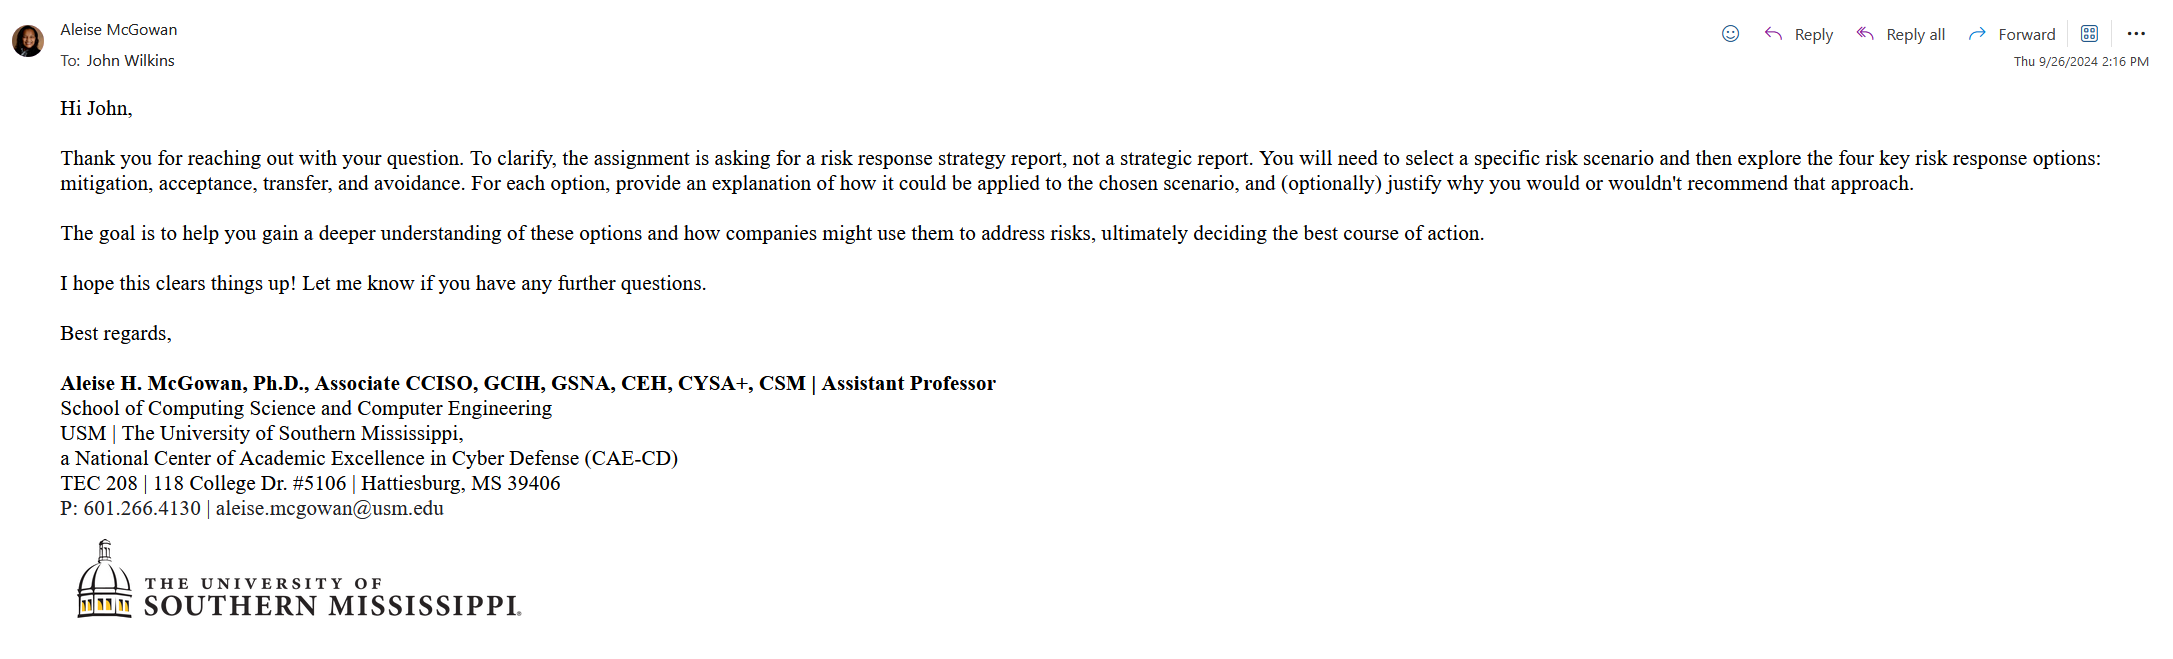 Aleise McGowan
To: John Wilkins
Reply
Reply all
Forward
Thu 9/26/2024 2:16 PM
Hi John,
Thank you for reaching out with your question. To clarify, the assignment is asking for a risk response strategy report, not a strategic report. You will need to select a specific risk scenario and then explore the four key risk response options:
mitigation, acceptance, transfer, and avoidance. For each option, provide an explanation of how it could be applied to the chosen scenario, and (optionally) justify why you would or wouldn't recommend that approach.
The goal is to help you gain a deeper understanding of these options and how companies might use them to address risks, ultimately deciding the best course of action.
I hope this clears things up! Let me know if you have any further questions.
Best regards,
Aleise H. McGowan, Ph.D., Associate CCISO, GCIH, GSNA, CEH, CYSA+, CSM | Assistant Professor
School of Computing Science and Computer Engineering
USM | The University of Southern Mississippi,
a National Center of Academic Excellence in Cyber Defense (CAE-CD)
TEC 208 | 118 College Dr. #5106 | Hattiesburg, MS 39406
P: 601.266.4130 | aleise.mcgowan@usm.edu
THE UNIVERSITY OF
SOUTHERN MISSISSIPPI®